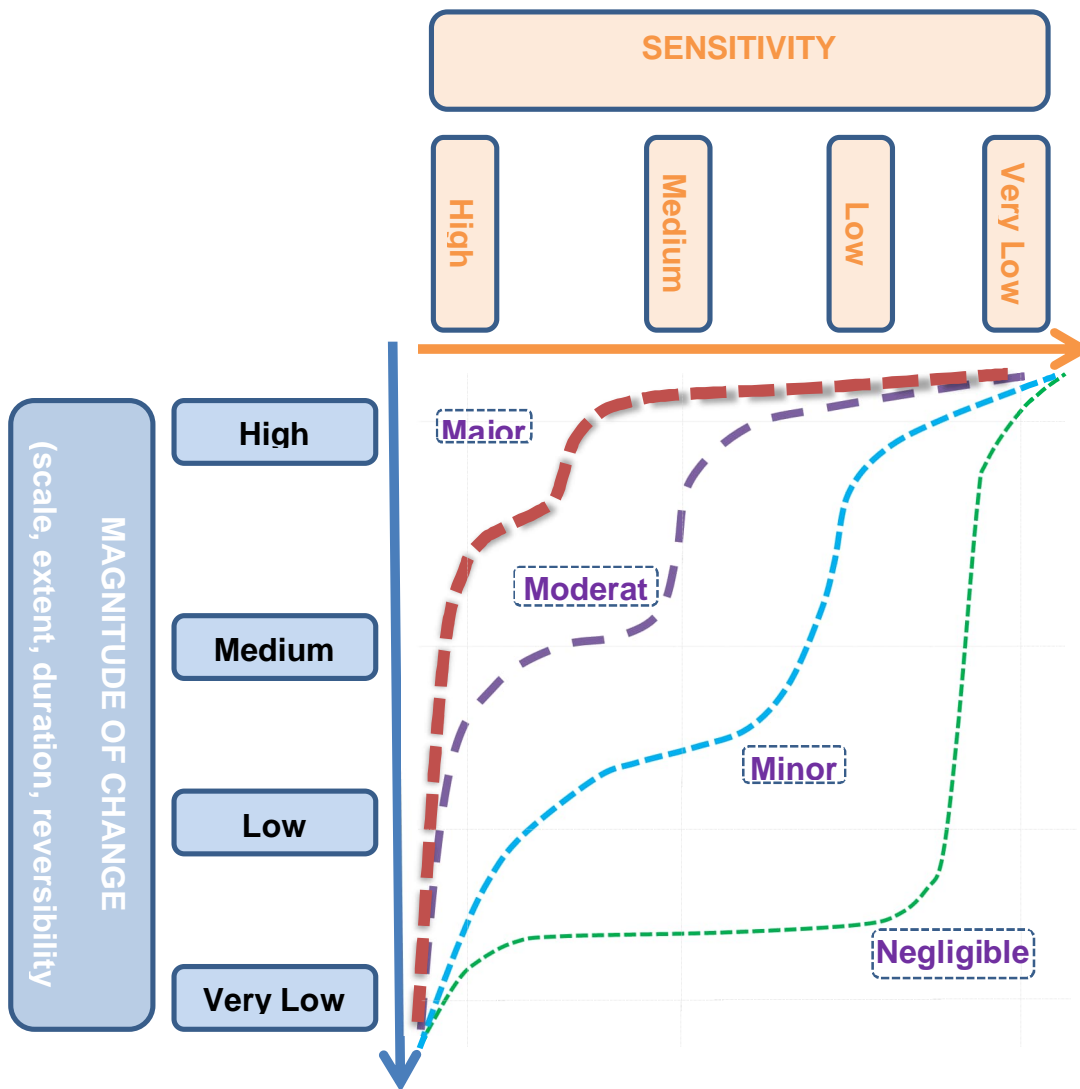 SENSITIVITY
High
Medium
Low
Very Low
MAGNITUDE OF CHANGE
(scale, extent, duration, reversibility
High
Medium
Low
Very Low
Major
Moderat
Minor
Negligible